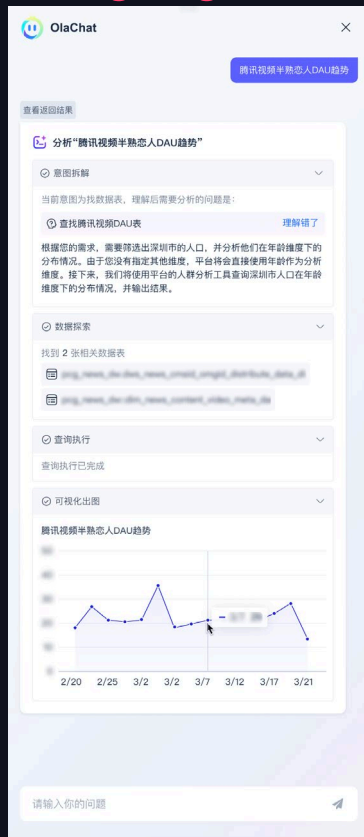 OlaChat
腾讯视频半熟恋人DAU趋势
查看返回结果
分析“腾讯视频半熟恋人DAU趋势”
意图拆解
当前意图为找数据表，理解后需要分析的问题是：
查找腾讯视频DAU表 理解错了
根据您的需求，需要筛选出深圳市的人口，并分析他们在年龄维度下的
分布情况。由于您没有指定其他维度，平台将会直接使用年龄作为分析
维度。接下来，我们将使用平台的人群分析工具查询深圳市人口在年龄
维度下的分布情况，并输出结果。
数据探索
找到 2 张相关数据表
查询执行
查询执行已完成
可视化出图
腾讯视频半熟恋人DAU趋势
2/20 2/25 3/2 3/2 3/7 3/12 3/17 3/21
请输入你的问题